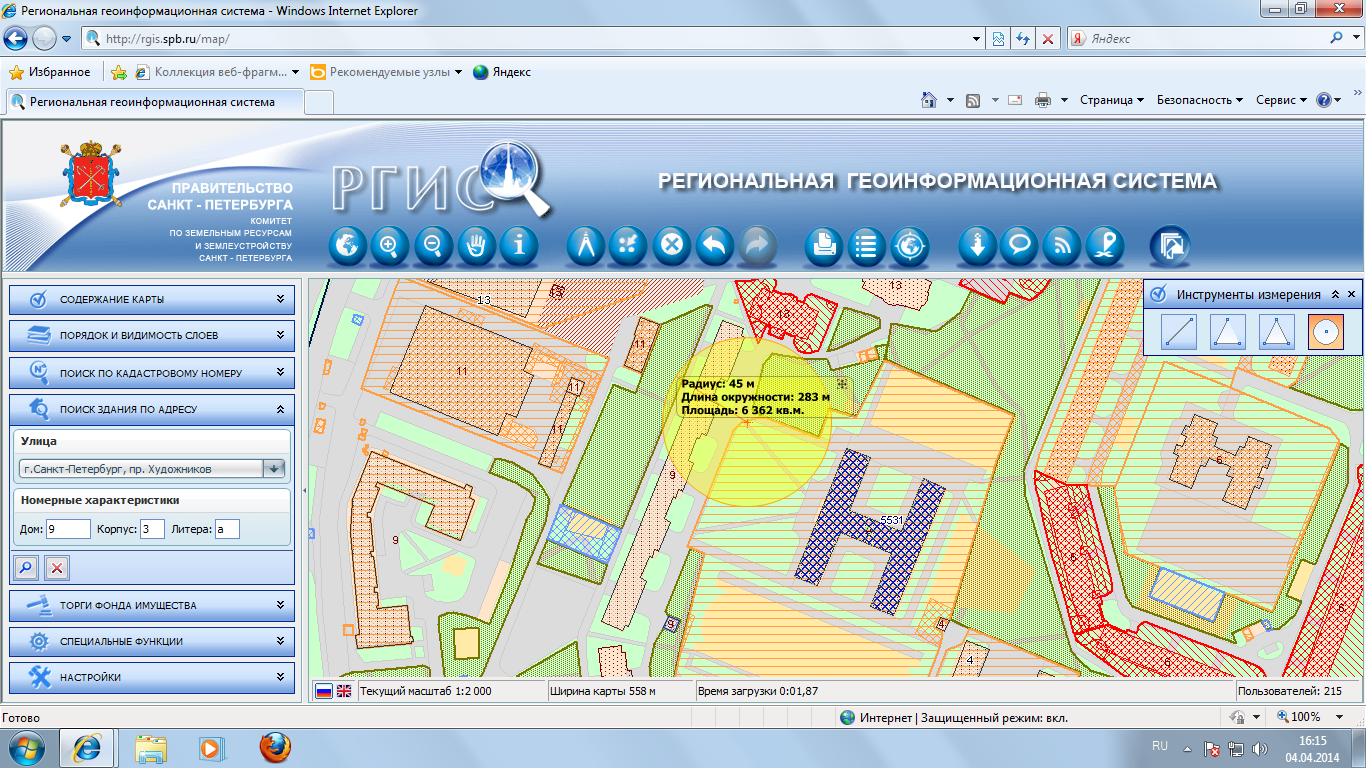 Региональная геоинформационная система - Windows Internet Explorer
http://rgis.spb.ru/map/
Яндекс
Избранное
Коллекция веб-фрагм...
Рекомендуемые узлы
Яндекс
Региональная геоинформационная система
Страница
Безопасность
Сервис
ПРАВИТЕЛЬСТВО
САНКТ - ПЕТЕРБУРГА
КОМИТЕТ
ПО ЗЕМЕЛЬНЫМ РЕСУРСАМ
И ЗЕМЛЕУСТРОЙСТВУ
САНКТ - ПЕТЕРБУРГА
РГИС
РЕГИОНАЛЬНАЯ ГЕОИНФОРМАЦИОННАЯ СИСТЕМА
СОДЕРЖАНИЕ КАРТЫ
ПОРЯДОК И ВИДИМОСТЬ СЛОЕВ
ПОИСК ПО КАДАСТРОВОМУ НОМЕРУ
ПОИСК ЗДАНИЯ ПО АДРЕСУ
Улица
г.Санкт-Петербург, пр. Художников
Номерные характеристики
Дом: 9 Корпус: 3 Литера: а
ТОРГИ ФОНДА ИМУЩЕСТВА
СПЕЦИАЛЬНЫЕ ФУНКЦИИ
НАСТРОЙКИ
Инструменты измерения
13
13
13
11
11
11
11
Радиус: 45 м
Длина окружности: 283 м
Площадь: 6 362 кв.м.
9
9
9
5531
4
4
6
6
6
6
Текущий масштаб 1:2 000
Ширина карты 558 м
Время загрузки 0:01,87
Пользователей: 215
Готово
Интернет | Защищенный режим: вкл.
100%
RU
16:15
04.04.2014